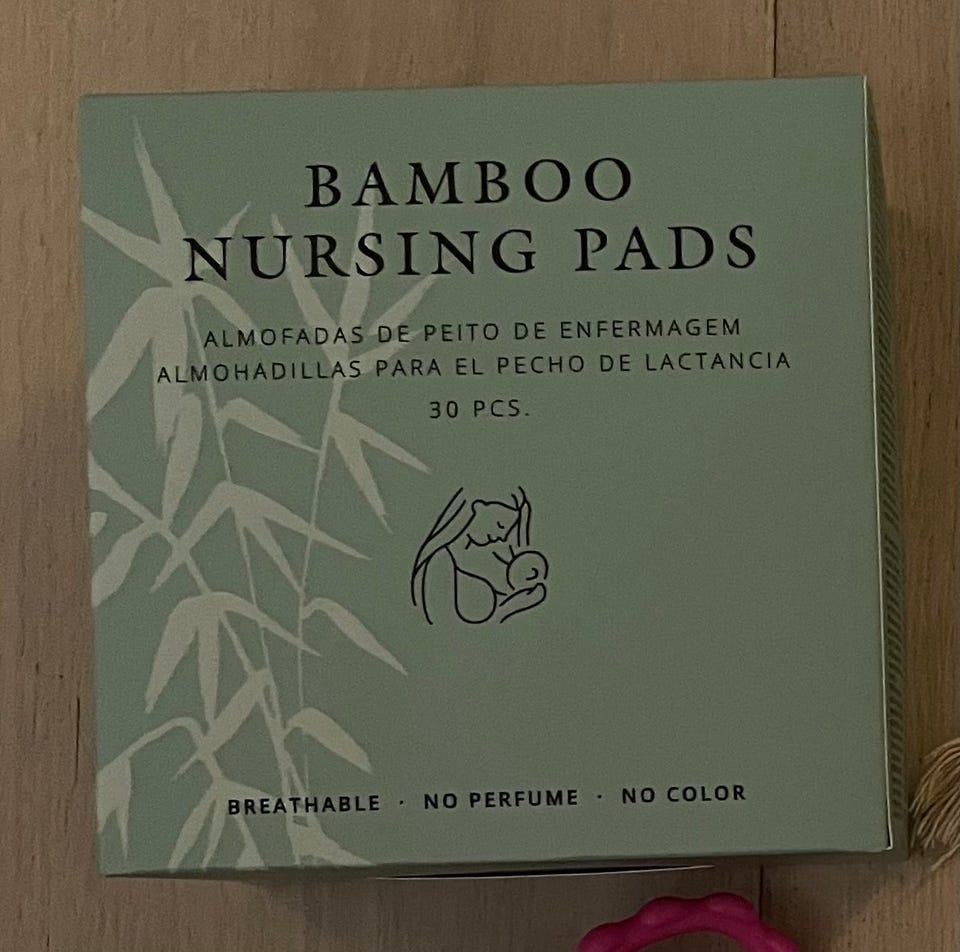 BAMBOO
NURSING PADS
ALMOFADAS DE PEITO DE ENFERMAGEM
ALMOHADILLAS PARA EL PECHO DE LACTANCIA
30 PCS.
BREATHABLE · NO PERFUME · NO COLOR